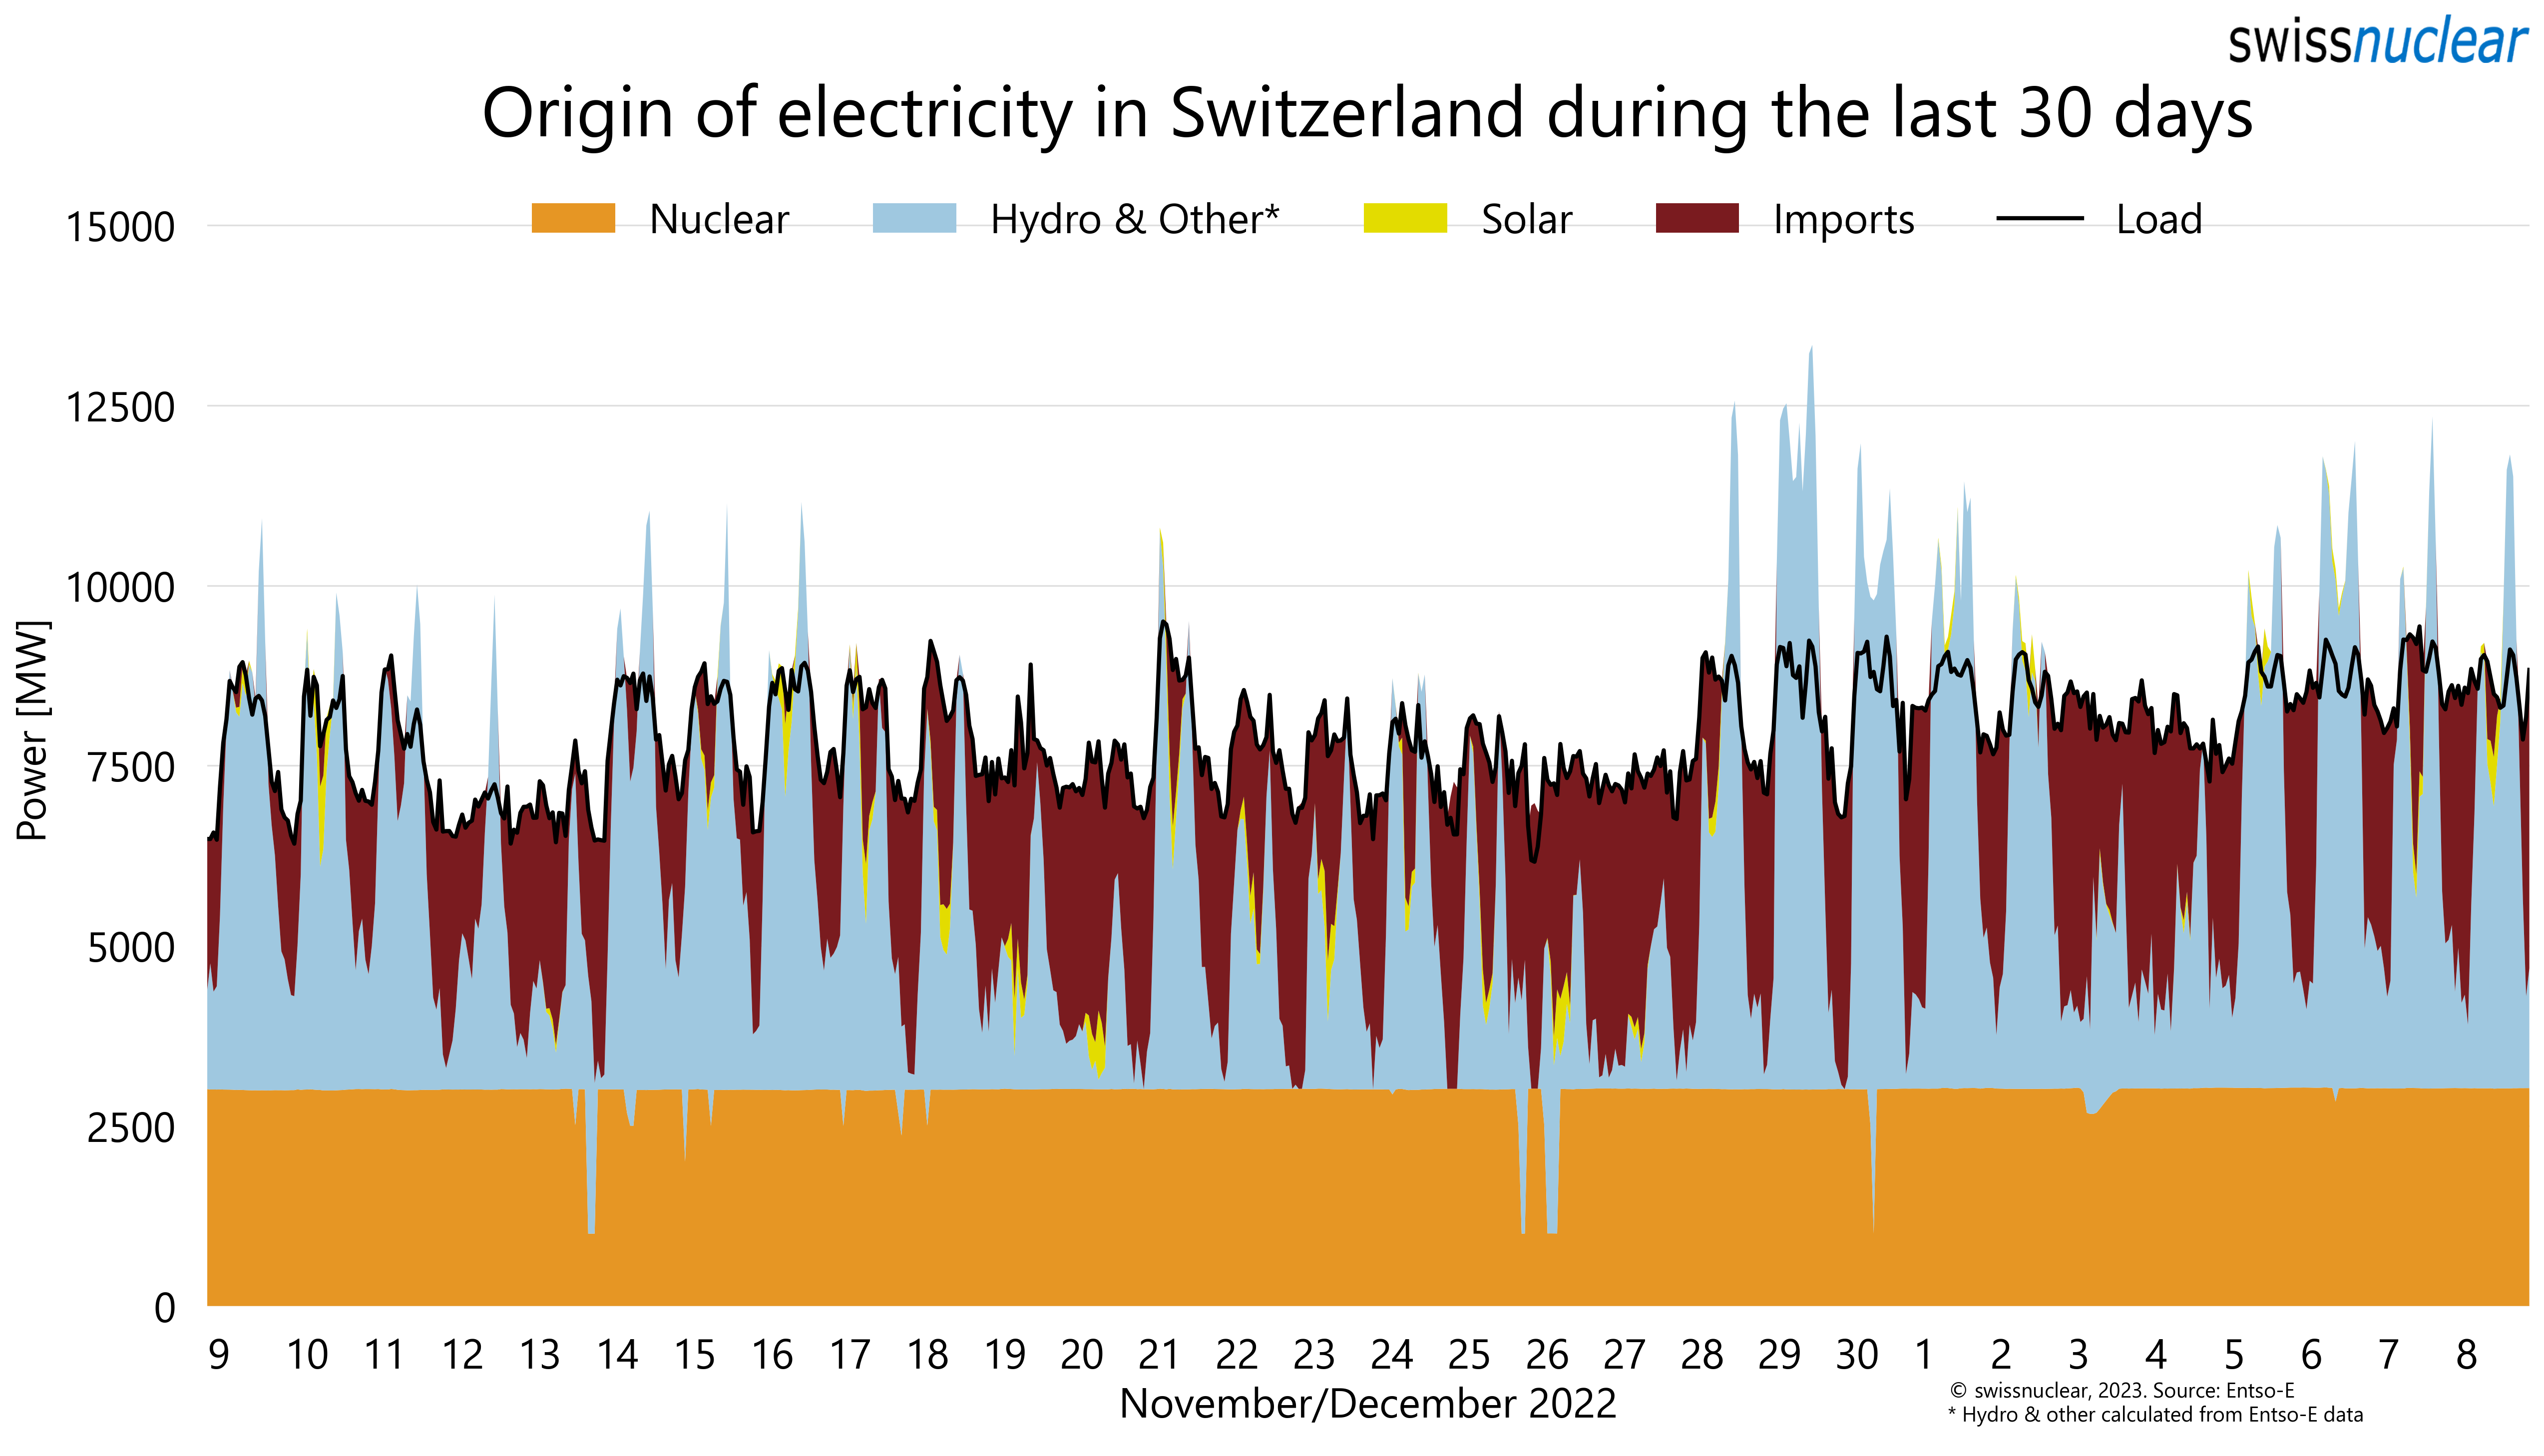 swissnuclear
Origin of electricity in Switzerland during the last 30 days
Nuclear Hydro & Other* Solar Imports Load
15000
12500
10000
7500
5000
2500
0
Power [MW]
9 10 11 12 13 14 15 16 17 18 19 20 21 22 23 24 25 26 27 28 29 30 1 2 3 4 5 6 7 8
November/December 2022
© swissnuclear, 2023. Source: Entso-E
* Hydro & other calculated from Entso-E data